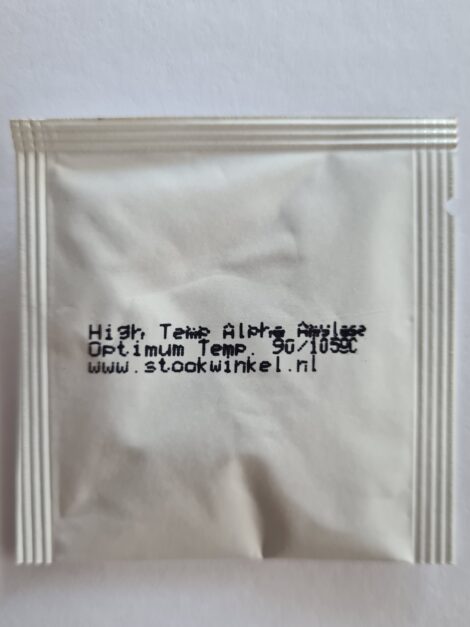 High Temp Alpha Amylase
Optimum Temp. 90/105°C
www.stookwinkel.nl